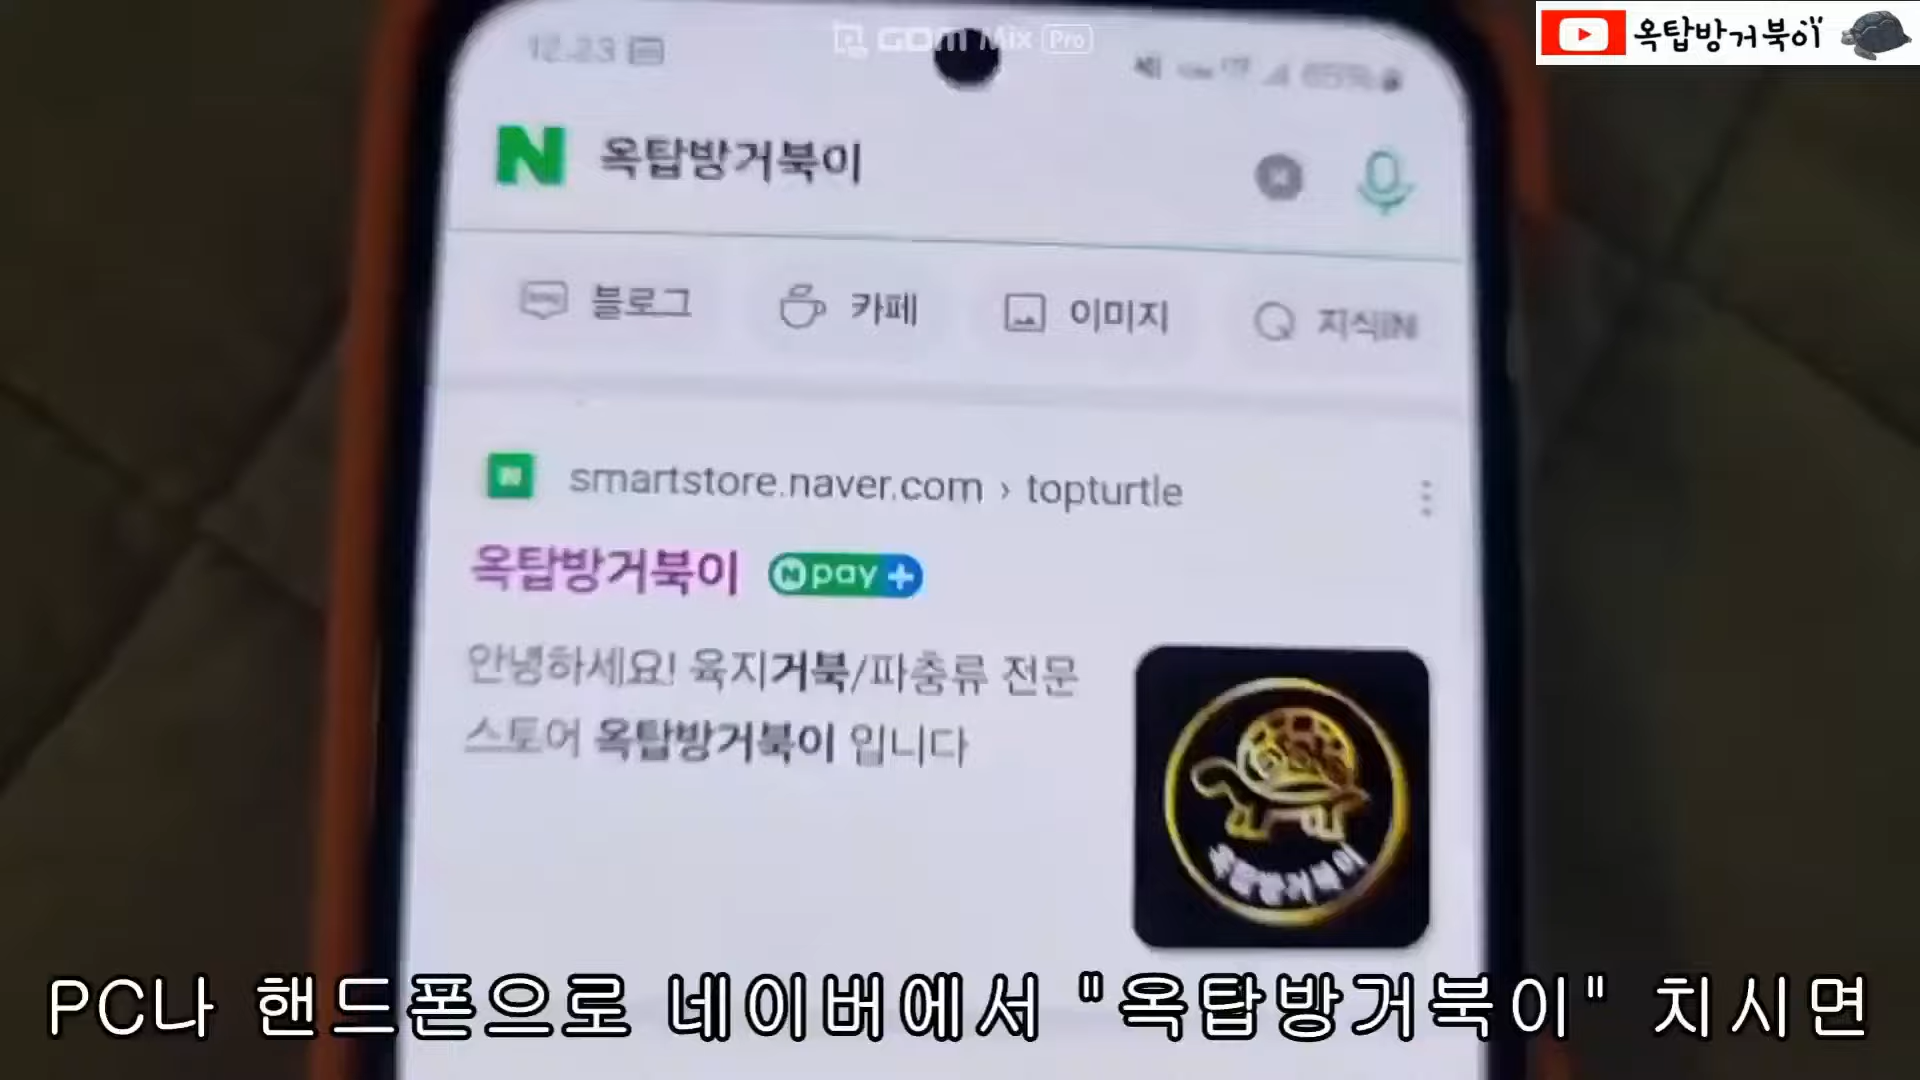 GOM Mix Pro
옥탑방거북이
12:23
65%
옥탑방거북이
블로그
카페
이미지
지식iN
smartstore.naver.com › topturtle
옥탑방거북이
N pay +
안녕하세요! 육지거북/파충류 전문
스토어 옥탑방거북이 입니다
옥탑방거북이
PC나 핸드폰으로 네이버에서 "옥탑방거북이" 치시면